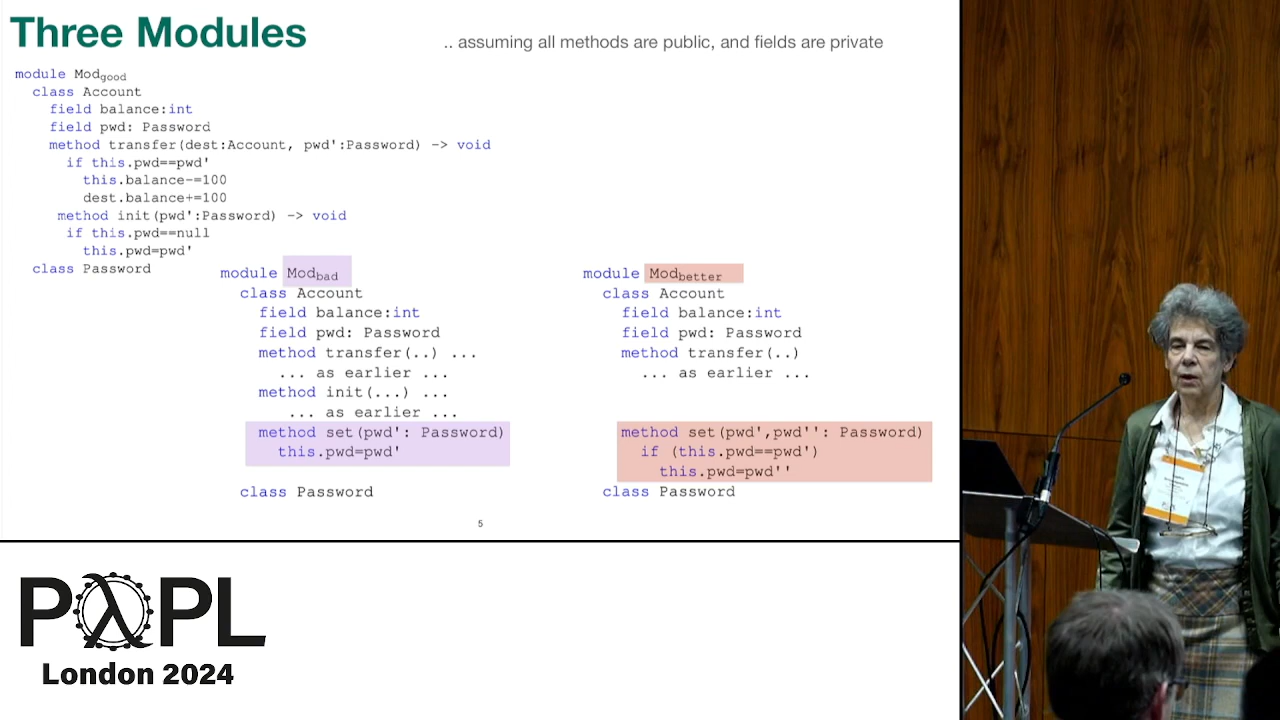 Three Modules
.. assuming all methods are public, and fields are private
module Modgood
class Account
field balance:int
field pwd: Password
method transfer(dest:Account, pwd':Password) -> void
if this.pwd==pwd'
this.balance-=100
dest.balance+=100
method init(pwd':Password) -> void
if this.pwd==null
this.pwd=pwd'
class Password
module Modbad
class Account
field balance:int
field pwd: Password
method transfer(..) ...
... as earlier ...
method init(...) ...
... as earlier ...
method set(pwd': Password)
this.pwd=pwd'
class Password
module Modbetter
class Account
field balance:int
field pwd: Password
method transfer(..)
... as earlier ...
method set(pwd',pwd'': Password)
if (this.pwd==pwd')
this.pwd=pwd''
class Password
5
PλPL
London 2024